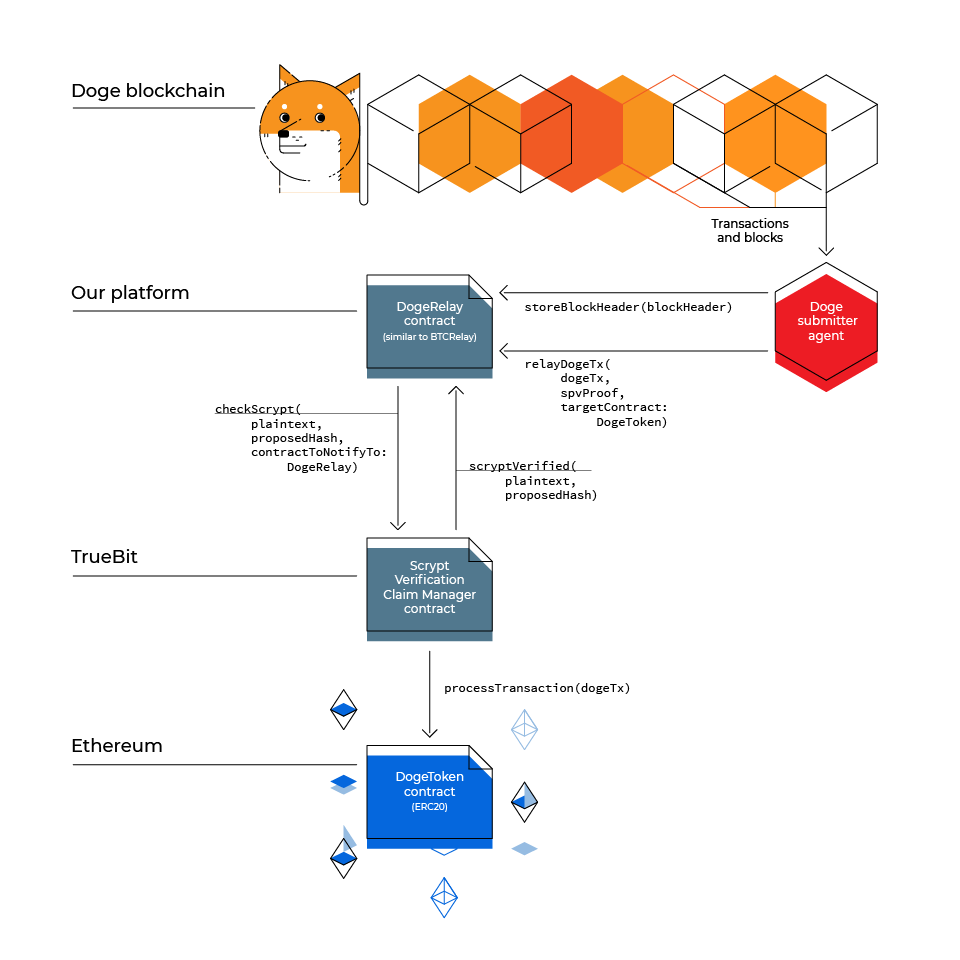 Doge blockchain
Transactions
and blocks
Our platform
DogeRelay
contract
(similar to BTCRelay)
storeBlockHeader(blockHeader)
Doge
submitter
agent
relayDogeTx(
dogeTx,
spvProof,
targetContract:
DogeToken)
checkScrypt(
plaintext,
proposedHash,
contractToNotifyTo:
DogeRelay)
scryptVerified(
plaintext,
proposedHash)
TrueBit
Scrypt
Verification
Claim Manager
contract
processTransaction(dogeTx)
Ethereum
DogeToken
contract
(ERC20)